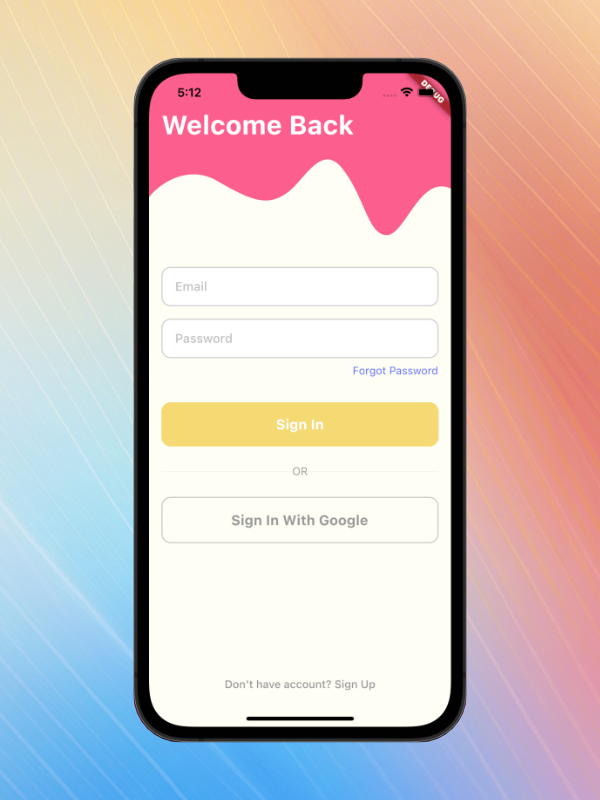 5:12
DEBUG
Welcome Back
Email
Password
Forgot Password
Sign In
OR
Sign In With Google
Don't have account? Sign Up